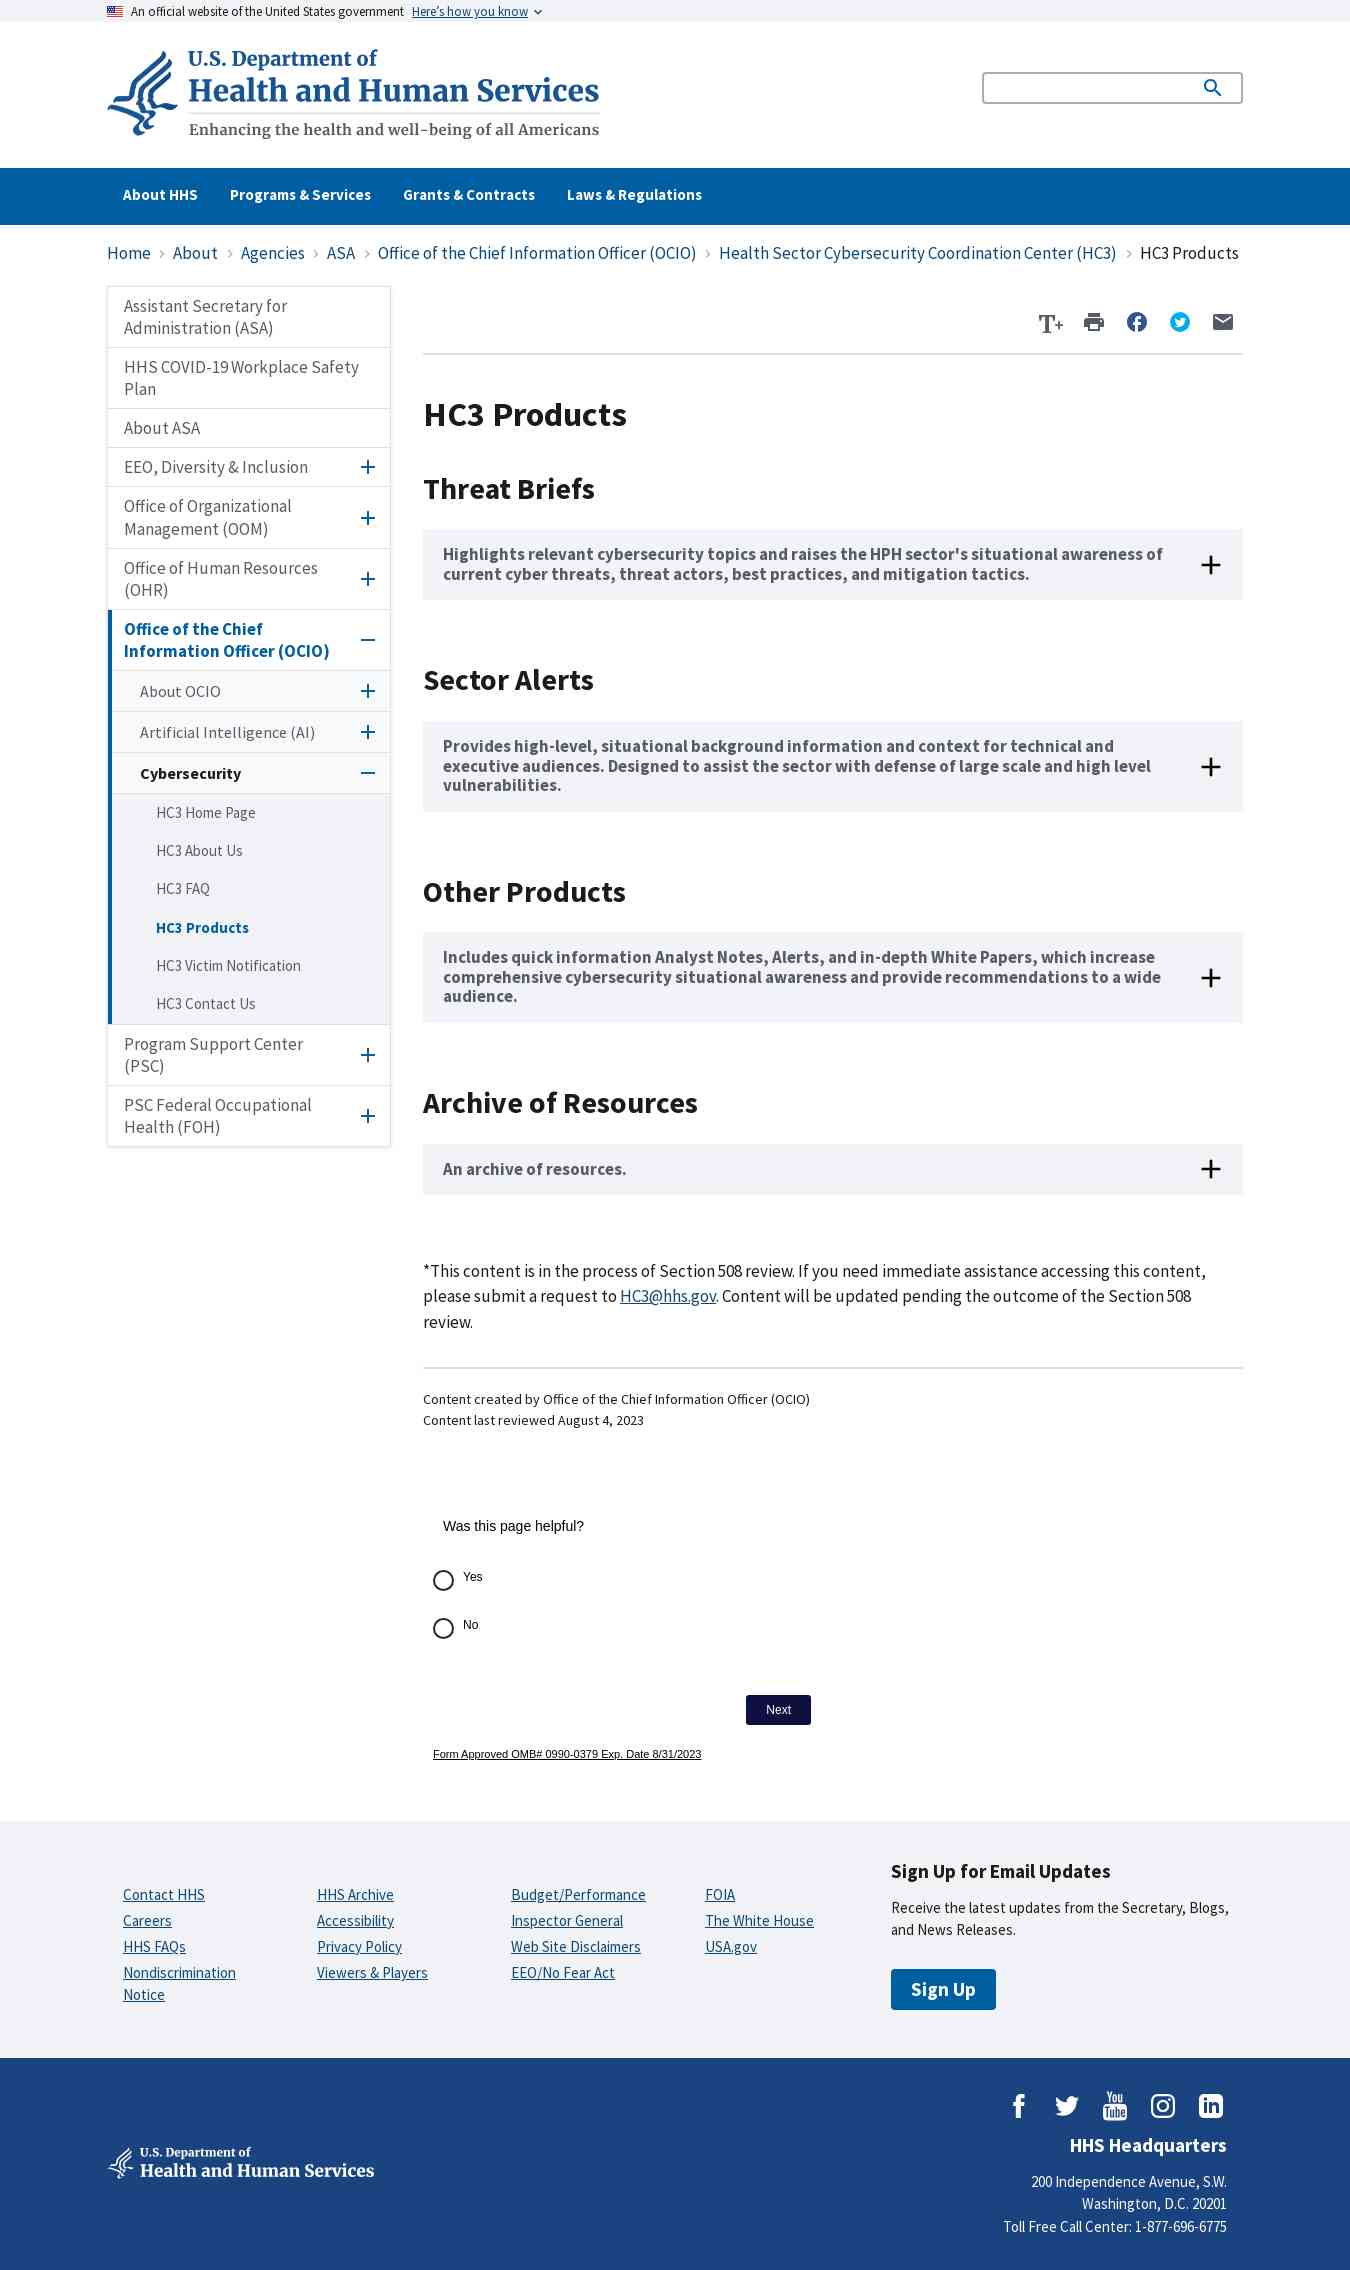 An official website of the United States government Here’s how you know
U.S. Department of
Health and Human Services
Enhancing the health and well-being of all Americans
About HHS Programs & Services Grants & Contracts Laws & Regulations
Home › About › Agencies › ASA › Office of the Chief Information Officer (OCIO) › Health Sector Cybersecurity Coordination Center (HC3) › HC3 Products
Assistant Secretary for
Administration (ASA)
HHS COVID-19 Workplace Safety
Plan
About ASA
EEO, Diversity & Inclusion
Office of Organizational
Management (OOM)
Office of Human Resources
(OHR)
Office of the Chief
Information Officer (OCIO)
About OCIO
Artificial Intelligence (AI)
Cybersecurity
HC3 Home Page
HC3 About Us
HC3 FAQ
HC3 Products
HC3 Victim Notification
HC3 Contact Us
Program Support Center
(PSC)
PSC Federal Occupational
Health (FOH)
T+
HC3 Products
Threat Briefs
Highlights relevant cybersecurity topics and raises the HPH sector's situational awareness of
current cyber threats, threat actors, best practices, and mitigation tactics.
Sector Alerts
Provides high-level, situational background information and context for technical and
executive audiences. Designed to assist the sector with defense of large scale and high level
vulnerabilities.
Other Products
Includes quick information Analyst Notes, Alerts, and in-depth White Papers, which increase
comprehensive cybersecurity situational awareness and provide recommendations to a wide
audience.
Archive of Resources
An archive of resources.
*This content is in the process of Section 508 review. If you need immediate assistance accessing this content,
please submit a request to HC3@hhs.gov. Content will be updated pending the outcome of the Section 508
review.
Content created by Office of the Chief Information Officer (OCIO)
Content last reviewed August 4, 2023
Was this page helpful?
Yes
No
Next
Form Approved OMB# 0990-0379 Exp. Date 8/31/2023
Contact HHS
Careers
HHS FAQs
Nondiscrimination
Notice
HHS Archive
Accessibility
Privacy Policy
Viewers & Players
Budget/Performance
Inspector General
Web Site Disclaimers
EEO/No Fear Act
FOIA
The White House
USA.gov
Sign Up for Email Updates
Receive the latest updates from the Secretary, Blogs,
and News Releases.
Sign Up
You
Tube
U.S. Department of
Health and Human Services
HHS Headquarters
200 Independence Avenue, S.W.
Washington, D.C. 20201
Toll Free Call Center: 1-877-696-6775